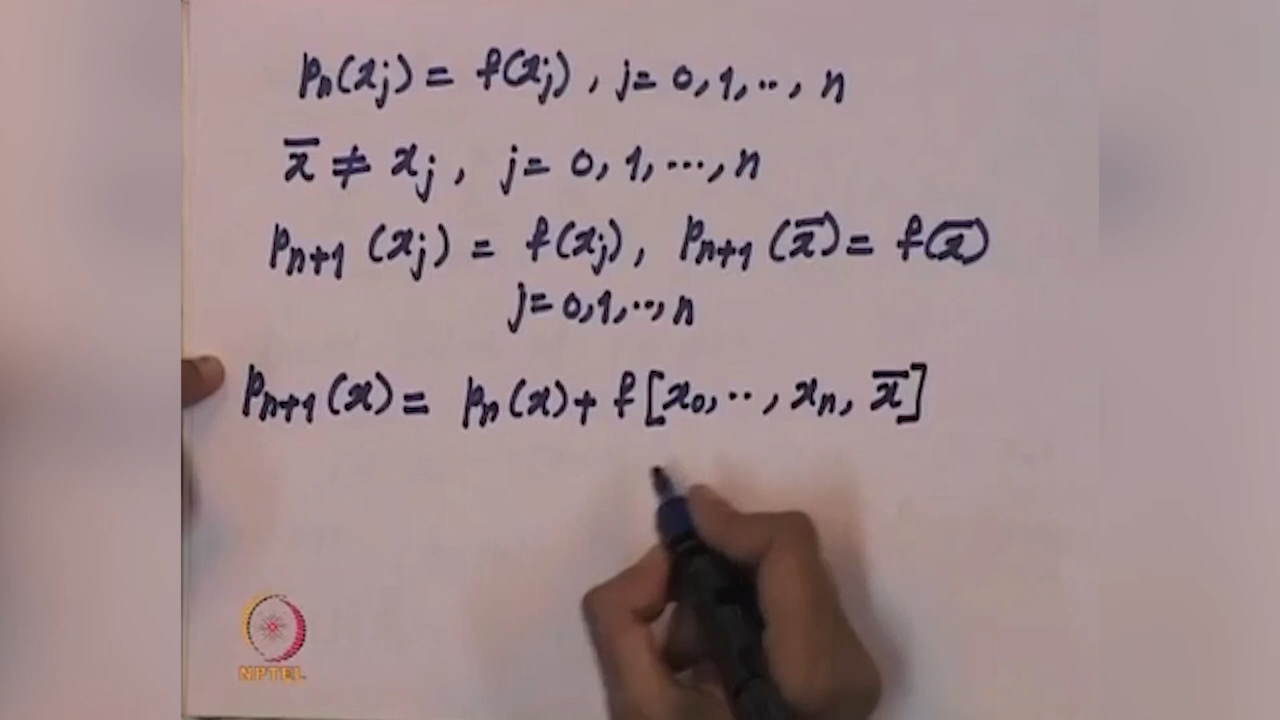 pₙ(xⱼ) = f(xⱼ), j = 0, 1, .., n
x̄ ≠ xⱼ, j = 0, 1, ..., n
pₙ₊₁(xⱼ) = f(xⱼ), pₙ₊₁(x̄) = f(x̄)
j = 0, 1, .., n
pₙ₊₁(x) = pₙ(x) + f[x₀, .., xₙ, x̄]
NPTEL